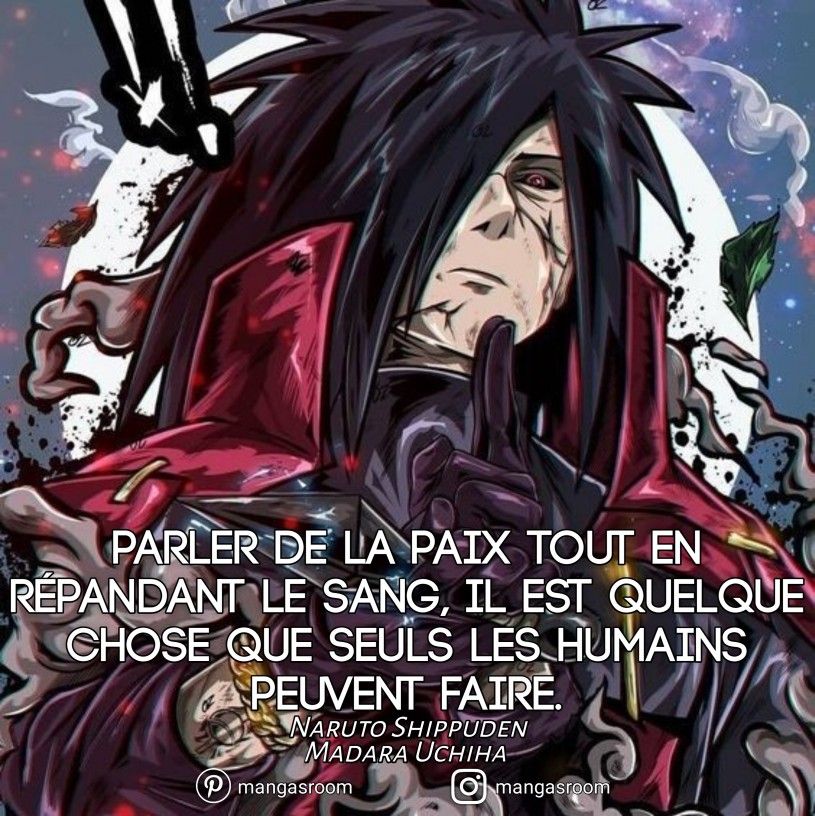 PARLER DE LA PAIX TOUT EN
RÉPANDANT LE SANG, IL EST QUELQUE
CHOSE QUE SEULS LES HUMAINS
PEUVENT FAIRE.
NARUTO SHIPPUDEN
MADARA UCHIHA
mangasroom mangasroom